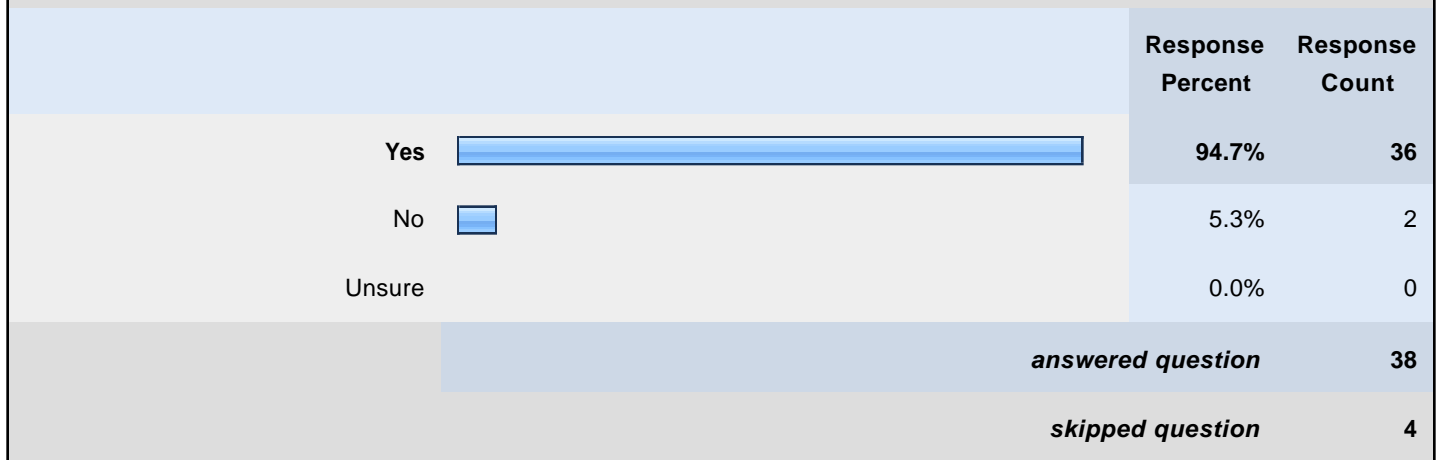 Response Response
Percent Count
Yes 94.7% 36
No 5.3% 2
Unsure 0.0% 0
answered question 38
skipped question 4